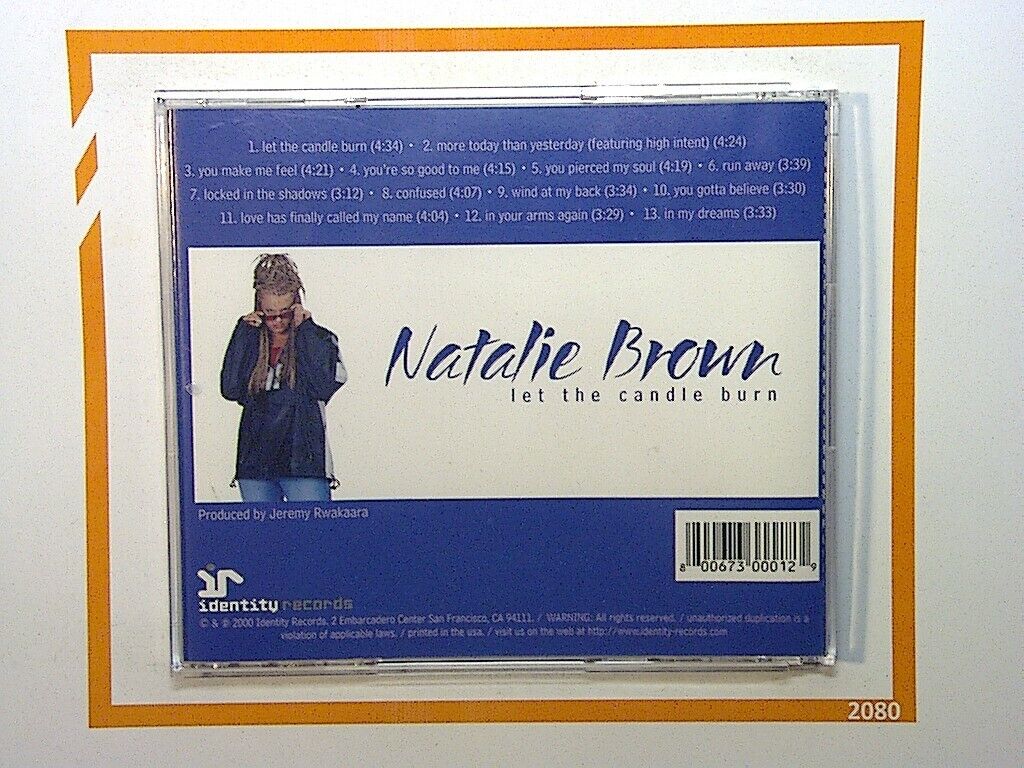 1. let the candle burn (4:34) • 2. more today than yesterday (featuring high intent) (4:24)
3. you make me feel (4:21) • 4. you're so good to me (4:15) • 5. you pierced my soul (4:19) • 6. run away (3:39)
7. locked in the shadows (3:12) • 8. confused (4:07) • 9. wind at my back (3:34) • 10. you gotta believe (3:30)
11. love has finally called my name (4:04) • 12. in your arms again (3:29) • 13. in my dreams (3:33)
Natalie Brown
let the candle burn
Produced by Jeremy Rwakaara
8 00673 00012 9
identity records
© & ℗ 2000 Identity Records. 2 Embarcadero Center San Francisco, CA 94111. / WARNING: All rights reserved. / unauthorized duplication is a
violation of applicable laws. / printed in the usa. / visit us on the web at http://www.identity-records.com
2080